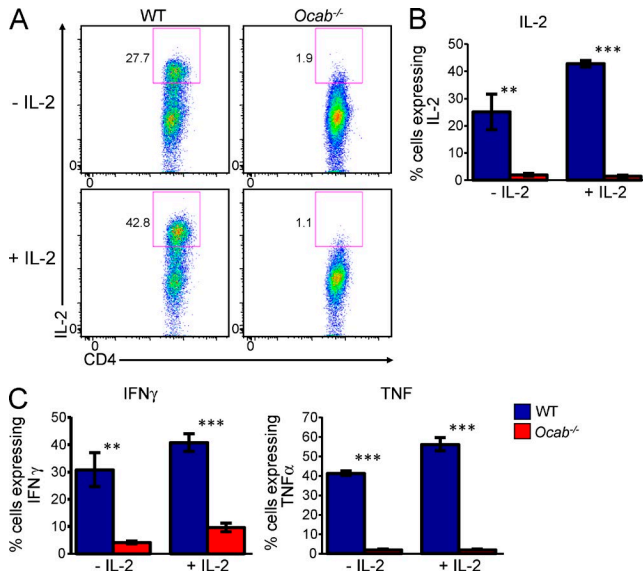 A
WT
Ocab-/-
- IL-2
27.7
1.9
0
0
0
0
+ IL-2
42.8
1.1
0
0
0
0
IL-2
CD4
B
IL-2
% cells expressing
IL-2
50
40
30
20
10
0
**
***
- IL-2
+ IL-2
C
IFNγ
% cells expressing
IFNγ
50
40
30
20
10
0
**
***
- IL-2
+ IL-2
TNF
% cells expressing
TNFα
70
60
50
40
30
20
10
0
***
***
- IL-2
+ IL-2
WT
Ocab-/-